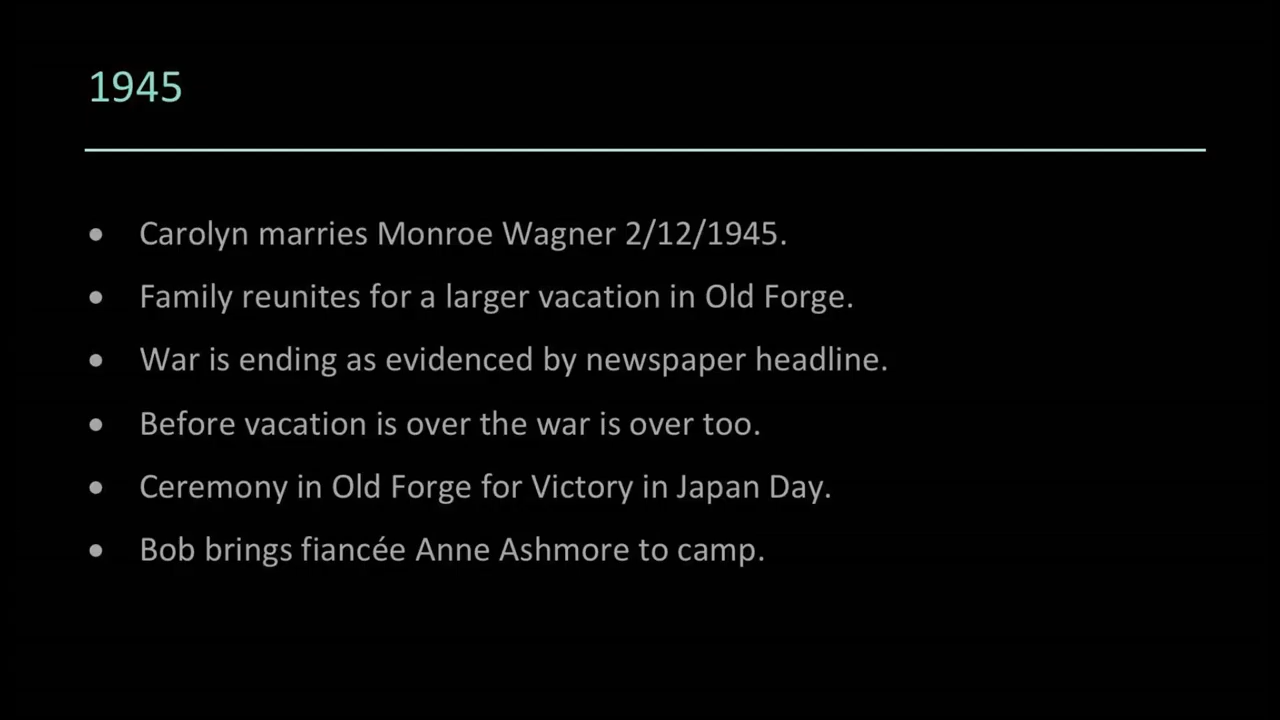 1945
• Carolyn marries Monroe Wagner 2/12/1945.
• Family reunites for a larger vacation in Old Forge.
• War is ending as evidenced by newspaper headline.
• Before vacation is over the war is over too.
• Ceremony in Old Forge for Victory in Japan Day.
• Bob brings fiancée Anne Ashmore to camp.